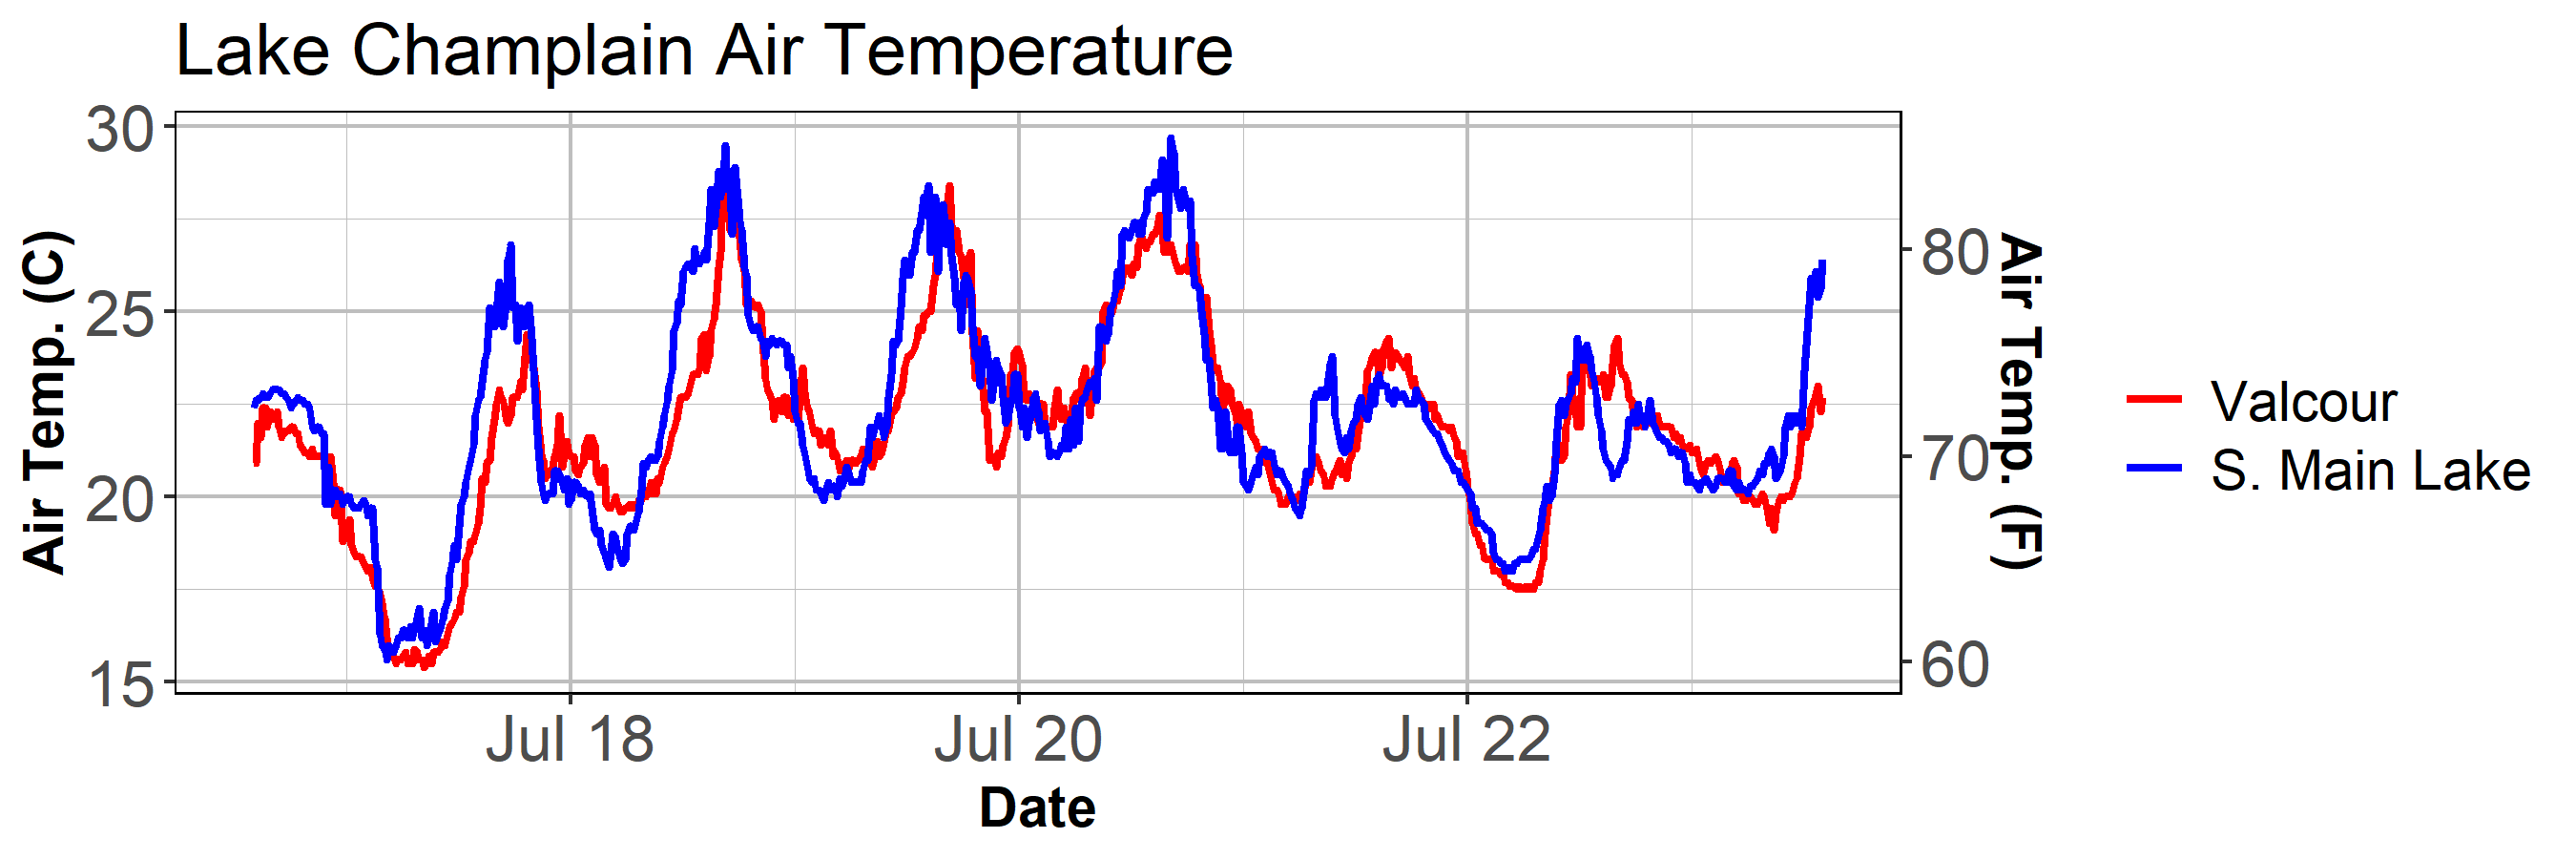 Lake Champlain Air Temperature
30
25
20
15
Air Temp. (C)
80
70
60
Air Temp. (F)
Jul 18
Jul 20
Jul 22
Date
Valcour
S. Main Lake